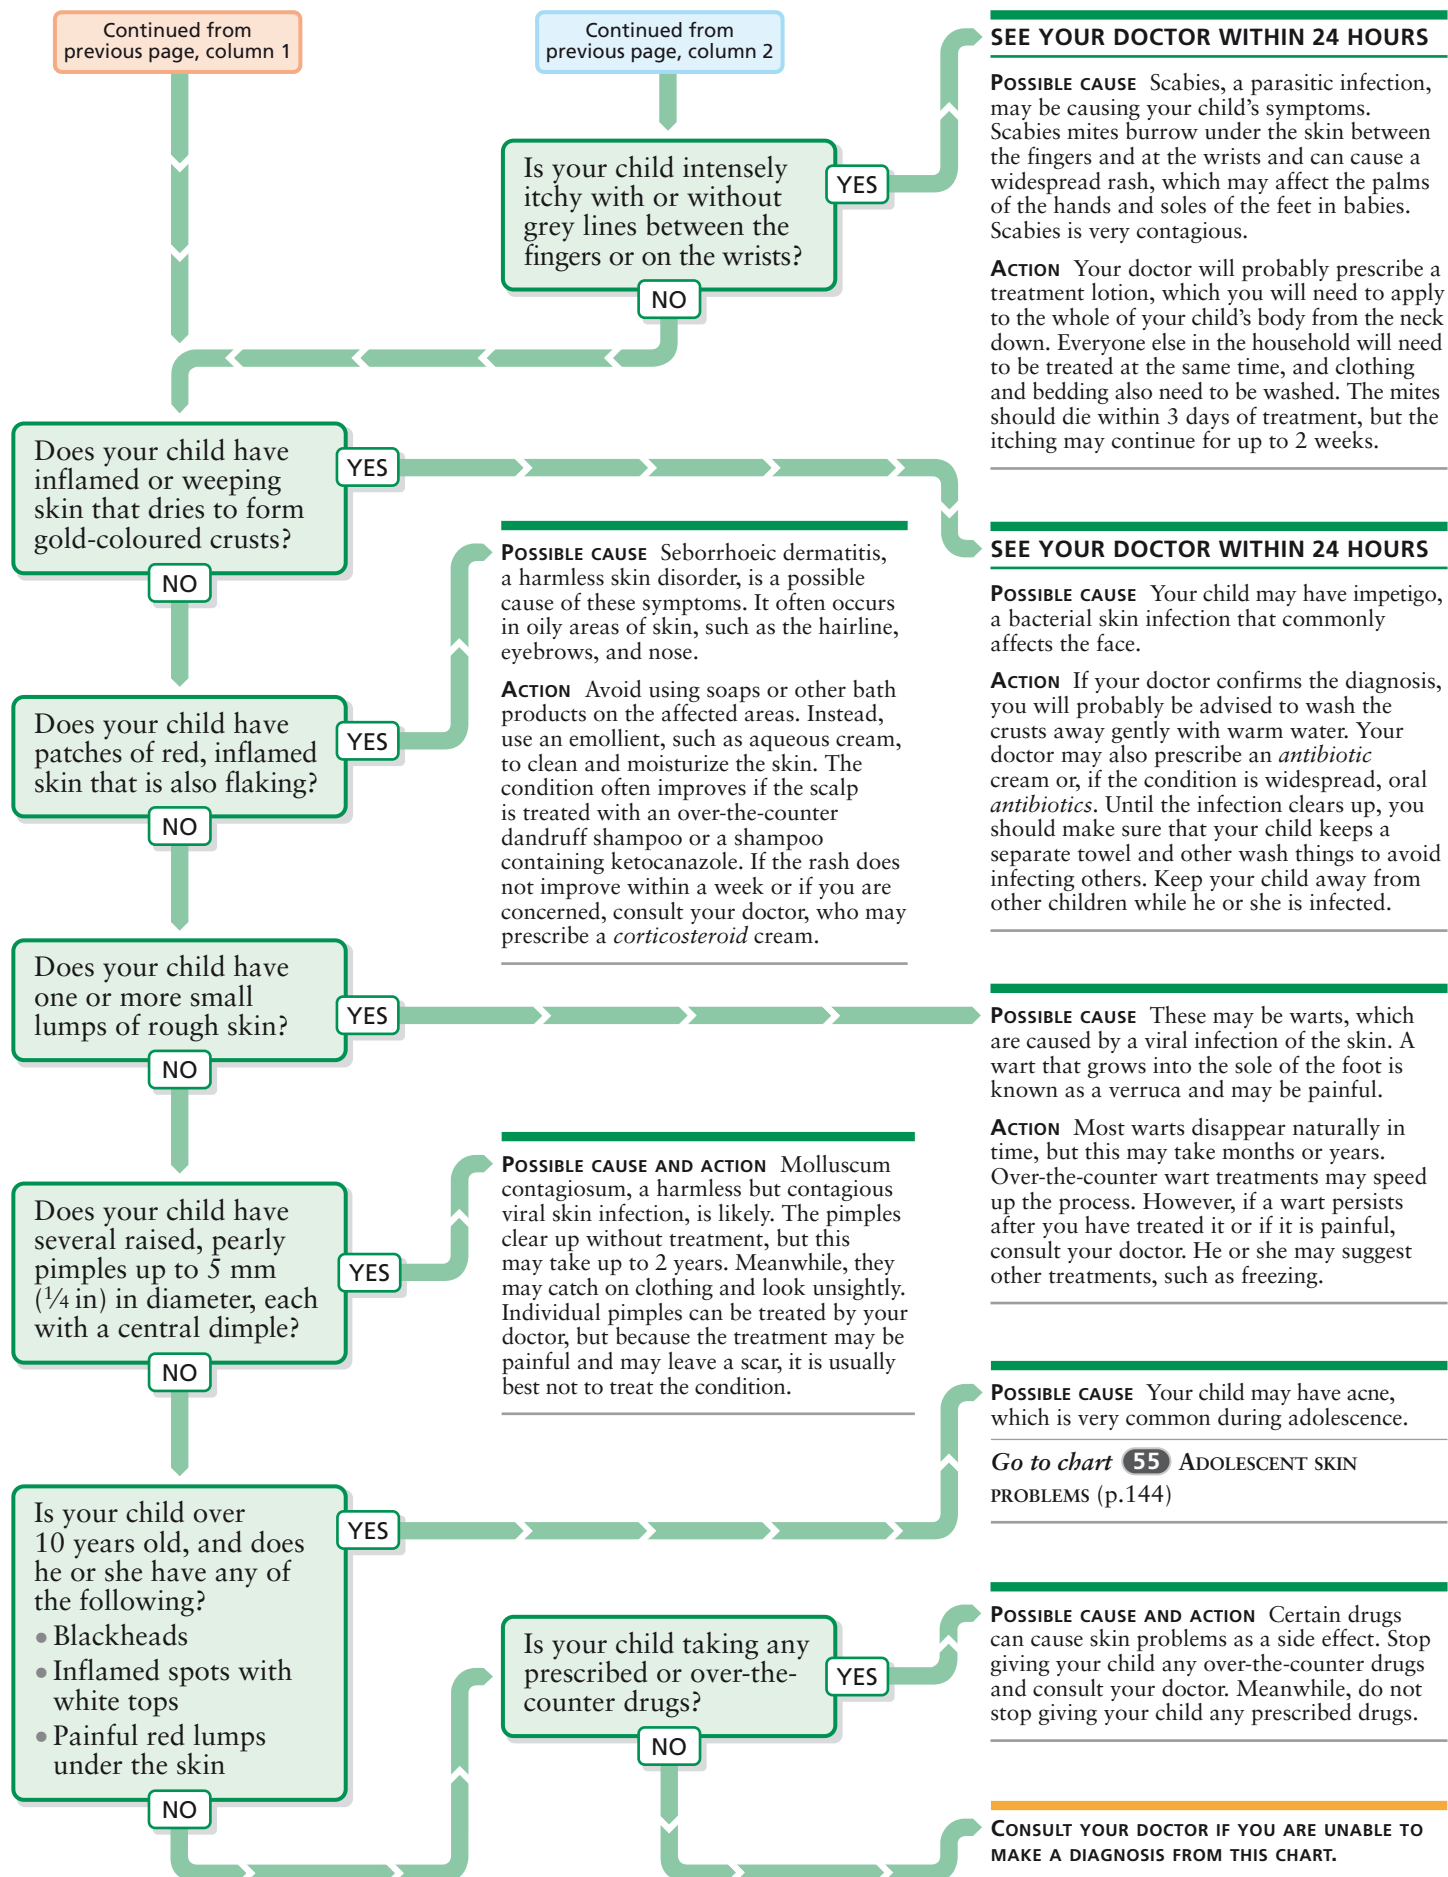 Continued from
previous page, column 1
Continued from
previous page, column 2
Is your child intensely
itchy with or without
grey lines between the
fingers or on the wrists?
YES
NO
SEE YOUR DOCTOR WITHIN 24 HOURS
POSSIBLE CAUSE Scabies, a parasitic infection,
may be causing your child’s symptoms.
Scabies mites burrow under the skin between
the fingers and at the wrists and can cause a
widespread rash, which may affect the palms
of the hands and soles of the feet in babies.
Scabies is very contagious.
ACTION Your doctor will probably prescribe a
treatment lotion, which you will need to apply
to the whole of your child’s body from the neck
down. Everyone else in the household will need
to be treated at the same time, and clothing
and bedding also need to be washed. The mites
should die within 3 days of treatment, but the
itching may continue for up to 2 weeks.
Does your child have
inflamed or weeping
skin that dries to form
gold-coloured crusts?
YES
NO
SEE YOUR DOCTOR WITHIN 24 HOURS
POSSIBLE CAUSE Your child may have impetigo,
a bacterial skin infection that commonly
affects the face.
ACTION If your doctor confirms the diagnosis,
you will probably be advised to wash the
crusts away gently with warm water. Your
doctor may also prescribe an antibiotic
cream or, if the condition is widespread, oral
antibiotics. Until the infection clears up, you
should make sure that your child keeps a
separate towel and other wash things to avoid
infecting others. Keep your child away from
other children while he or she is infected.
Does your child have
patches of red, inflamed
skin that is also flaking?
YES
NO
POSSIBLE CAUSE Seborrhoeic dermatitis,
a harmless skin disorder, is a possible
cause of these symptoms. It often occurs
in oily areas of skin, such as the hairline,
eyebrows, and nose.
ACTION Avoid using soaps or other bath
products on the affected areas. Instead,
use an emollient, such as aqueous cream,
to clean and moisturize the skin. The
condition often improves if the scalp
is treated with an over-the-counter
dandruff shampoo or a shampoo
containing ketocanazole. If the rash does
not improve within a week or if you are
concerned, consult your doctor, who may
prescribe a corticosteroid cream.
Does your child have
one or more small
lumps of rough skin?
YES
NO
POSSIBLE CAUSE These may be warts, which
are caused by a viral infection of the skin. A
wart that grows into the sole of the foot is
known as a verruca and may be painful.
ACTION Most warts disappear naturally in
time, but this may take months or years.
Over-the-counter wart treatments may speed
up the process. However, if a wart persists
after you have treated it or if it is painful,
consult your doctor. He or she may suggest
other treatments, such as freezing.
Does your child have
several raised, pearly
pimples up to 5 mm
(1⁄4 in) in diameter, each
with a central dimple?
YES
NO
POSSIBLE CAUSE AND ACTION Molluscum
contagiosum, a harmless but contagious
viral skin infection, is likely. The pimples
clear up without treatment, but this
may take up to 2 years. Meanwhile, they
may catch on clothing and look unsightly.
Individual pimples can be treated by your
doctor, but because the treatment may be
painful and may leave a scar, it is usually
best not to treat the condition.
Is your child over
10 years old, and does
he or she have any of
the following?
• Blackheads
• Inflamed spots with
white tops
• Painful red lumps
under the skin
YES
NO
POSSIBLE CAUSE Your child may have acne,
which is very common during adolescence.
Go to chart 55 ADOLESCENT SKIN
PROBLEMS (p.144)
Is your child taking any
prescribed or over-the-
counter drugs?
YES
NO
POSSIBLE CAUSE AND ACTION Certain drugs
can cause skin problems as a side effect. Stop
giving your child any over-the-counter drugs
and consult your doctor. Meanwhile, do not
stop giving your child any prescribed drugs.
CONSULT YOUR DOCTOR IF YOU ARE UNABLE TO
MAKE A DIAGNOSIS FROM THIS CHART.